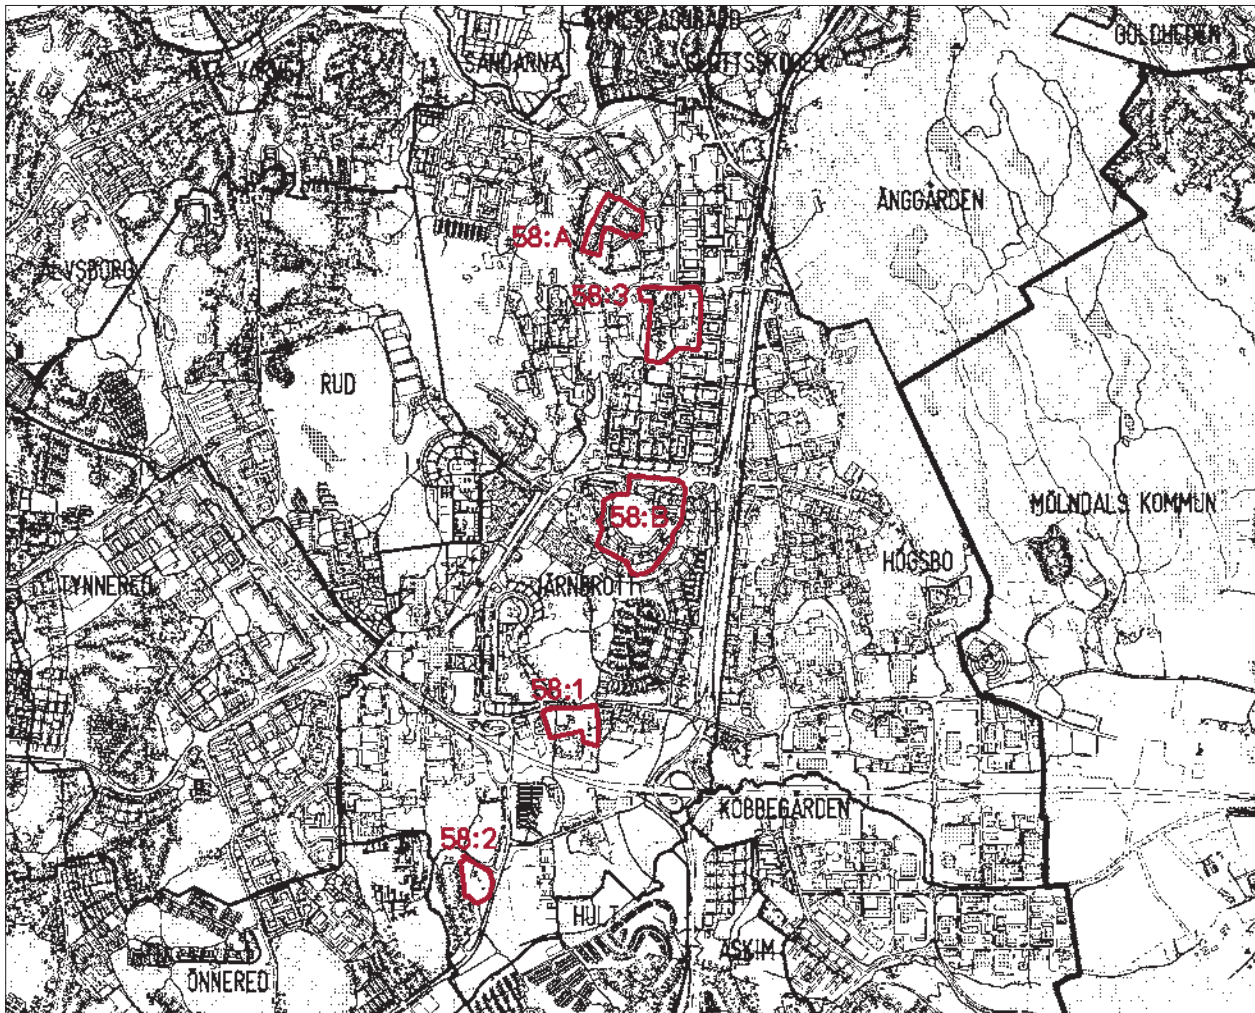 KUNGSLADUGÅRD
GULDHEDEN
SANDARNA
SLOTTSSKOGEN
ÄNGGÅRDEN
58:A
ÄLVSBORG
58:3
RUD
MÖLNDALS KOMMUN
58:B
HÖGSBO
TYNNERED
JÄRNBROTT
58:1
KOBBEGÅRDEN
58:2
HULT
ASKIM
ÖNNERED